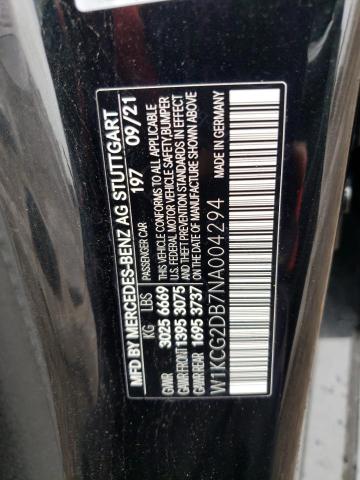 MFD BY MERCEDES-BENZ AG STUTTGART
PASSENGER CAR 197 09/21
KG LBS
GVWR 3025 6669
GAWR FRONT 1395 3075
GAWR REAR 1695 3737
THIS VEHICLE CONFORMS TO ALL APPLICABLE
U.S. FEDERAL MOTOR VEHICLE SAFETY, BUMPER,
AND THEFT PREVENTION STANDARDS IN EFFECT
ON THE DATE OF MANUFACTURE SHOWN ABOVE.
MADE IN GERMANY
W1KCG2DB7NA004294